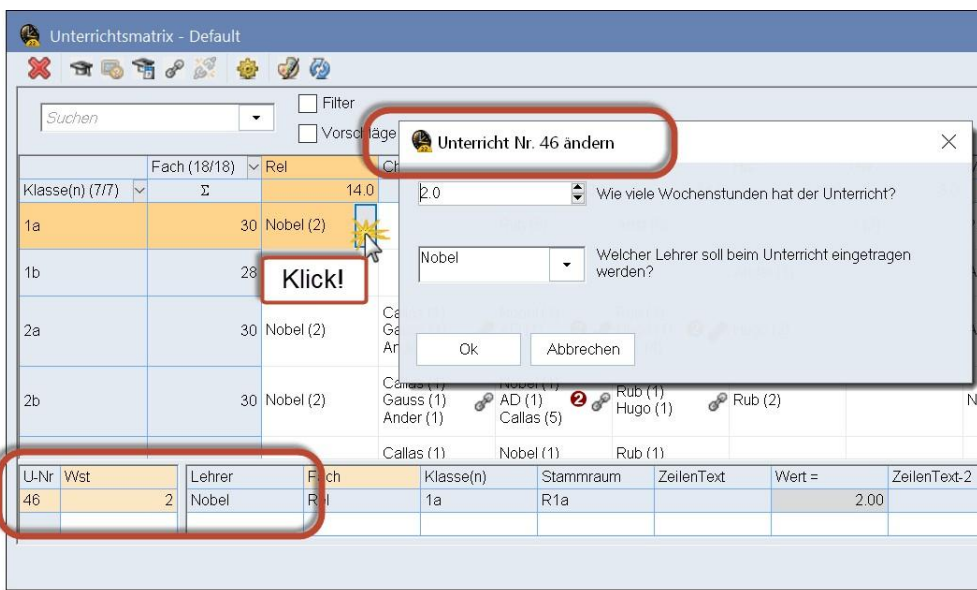 Unterrichtsmatrix - Default
Suchen
Filter
Vorschläge
Unterricht Nr. 46 ändern
2.0 Wie viele Wochenstunden hat der Unterricht?
Nobel Welcher Lehrer soll beim Unterricht eingetragen
werden?
Ok Abbrechen
Fach (18/18) Rel
Klasse(n) (7/7) Σ 14.0
1a 30 Nobel (2)
Klick!
1b 28
2a 30 Nobel (2)
2b 30 Nobel (2)
Callas (1)
Gauss (1)
Ander (1)
Nobel (1)
AD (1)
Callas (5)
2
Rub (1)
Hugo (1)
Rub (2)
Callas (1) Nobel (1) Rub (1)
U-Nr Wst Lehrer Fach Klasse(n) Stammraum ZeilenText Wert = ZeilenText-2
46 2 Nobel Rel 1a R1a 2.00